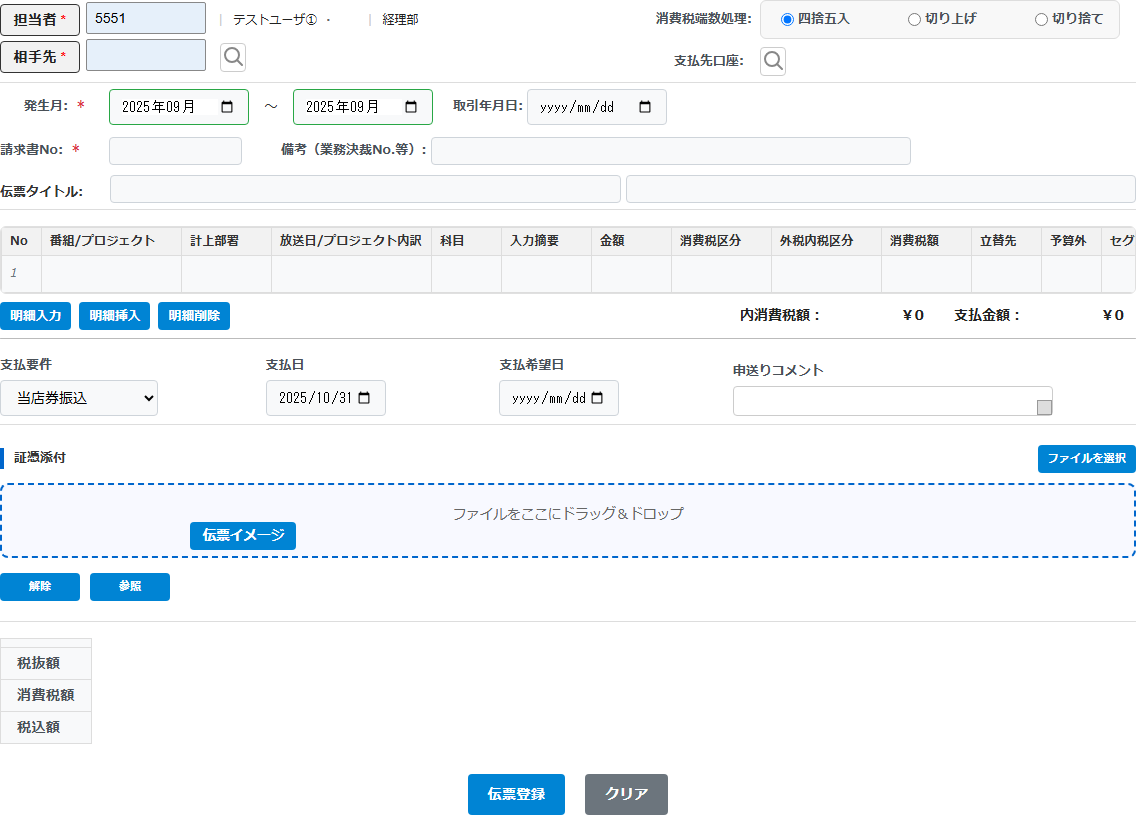 担当者 * 5551 | テストユーザ① ・ | 経理部 消費税端数処理: 四捨五入 切り上げ 切り捨て
相手先 * 支払先口座:
発生月: * 2025年09月 ～ 2025年09月 取引年月日: yyyy/mm/dd
請求書No: * 備考（業務決裁No.等）:
伝票タイトル:
No 番組/プロジェクト 計上部署 放送日/プロジェクト内訳 科目 入力摘要 金額 消費税区分 外税内税区分 消費税額 立替先 予算外 セグ
1
明細入力 明細挿入 明細削除 内消費税額： ￥0 支払金額： ￥0
支払要件 支払日 支払希望日 申送りコメント
当店券振込 2025/10/31 yyyy/mm/dd
証憑添付 ファイルを選択
ファイルをここにドラッグ＆ドロップ
伝票イメージ
解除 参照
税抜額
消費税額
税込額
伝票登録 クリア